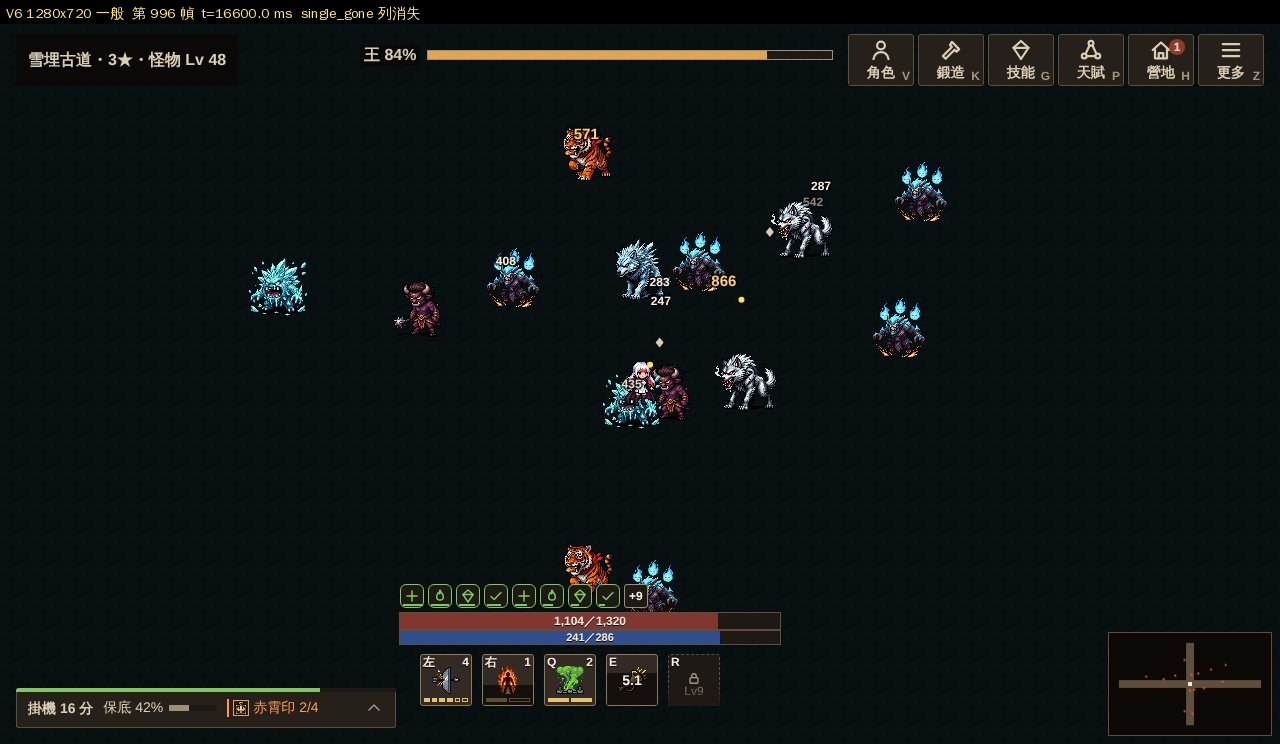 V6 1280x720 一般 第 996 幀 t=16600.0 ms single_gone 列消失
雪埋古道・3★・怪物 Lv 48
王 84%
角色 V
鍛造 K
技能 G
天賦 P
營地 H 1
更多 Z
571
287
542
408
283
866
247
435
+9
1,104／1,320
241／286
左 4
右 1
Q 2
E 5.1
R Lv9
掛機 16 分 保底 42% 赤霄印 2/4